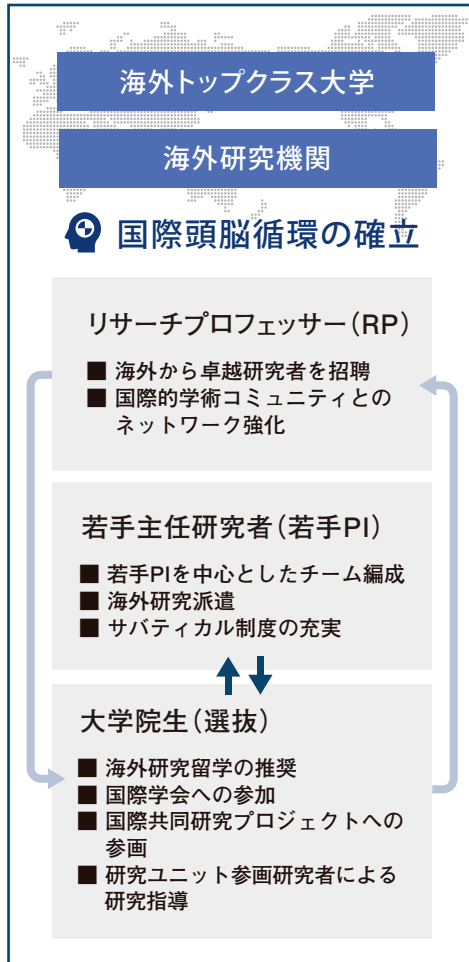 海外トップクラス大学
海外研究機関
国際頭脳循環の確立
リサーチプロフェッサー（RP）
■ 海外から卓越研究者を招聘
■ 国際的学術コミュニティとの
ネットワーク強化
若手主任研究者（若手PI）
■ 若手PIを中心としたチーム編成
■ 海外研究派遣
■ サバティカル制度の充実
大学院生（選抜）
■ 海外研究留学の推奨
■ 国際学会への参加
■ 国際共同研究プロジェクトへの
参画
■ 研究ユニット参画研究者による
研究指導